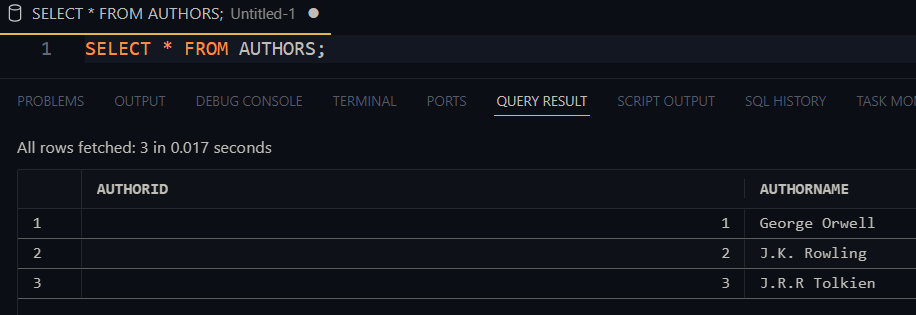 SELECT * FROM AUTHORS; Untitled-1
1 SELECT * FROM AUTHORS;
PROBLEMS OUTPUT DEBUG CONSOLE TERMINAL PORTS QUERY RESULT SCRIPT OUTPUT SQL HISTORY TASK MO
All rows fetched: 3 in 0.017 seconds
AUTHORID AUTHORNAME
1 1 George Orwell
2 2 J.K. Rowling
3 3 J.R.R Tolkien